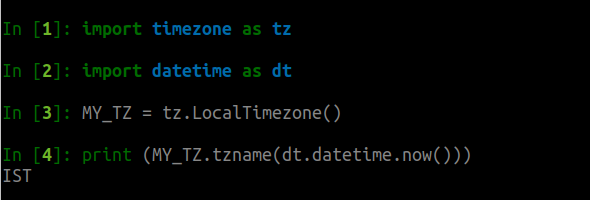 In [1]: import timezone as tz
In [2]: import datetime as dt
In [3]: MY_TZ = tz.LocalTimezone()
In [4]: print (MY_TZ.tzname(dt.datetime.now()))
IST